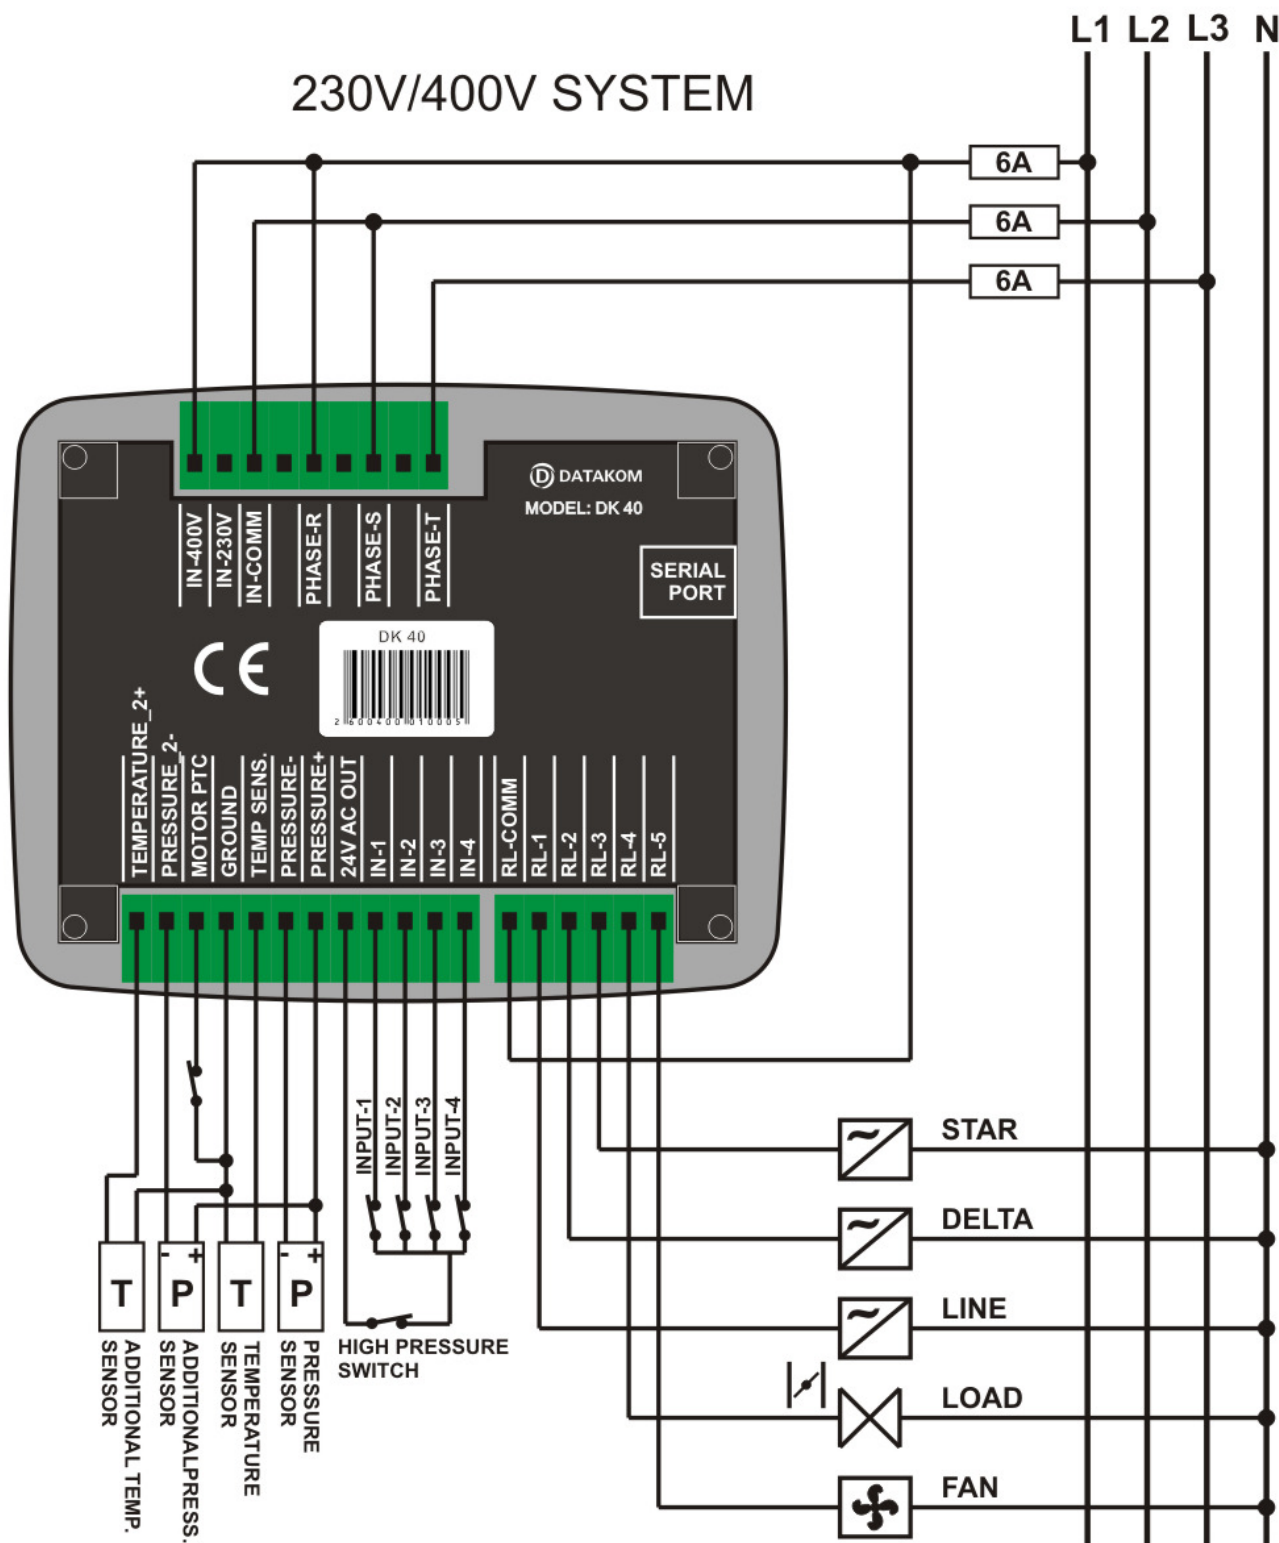 L1 L2 L3 N
230V/400V SYSTEM
6A
6A
6A
DATAKOM
MODEL: DK 40
IN-400V
IN-230V
IN-COMM
PHASE-R
PHASE-S
PHASE-T
SERIAL
PORT
CE
DK 40
2 600400 010005
TEMPERATURE_2+
PRESSURE_2-
MOTOR PTC
GROUND
TEMP SENS.
PRESSURE-
PRESSURE+
24V AC OUT
IN-1
IN-2
IN-3
IN-4
RL-COMM
RL-1
RL-2
RL-3
RL-4
RL-5
INPUT-1
INPUT-2
INPUT-3
INPUT-4
STAR
DELTA
LINE
LOAD
FAN
T
- +
P
T
- +
P
HIGH PRESSURE
SWITCH
ADDITIONAL TEMP.
SENSOR
ADDITIONALPRESS.
SENSOR
TEMPERATURE
SENSOR
PRESSURE
SENSOR